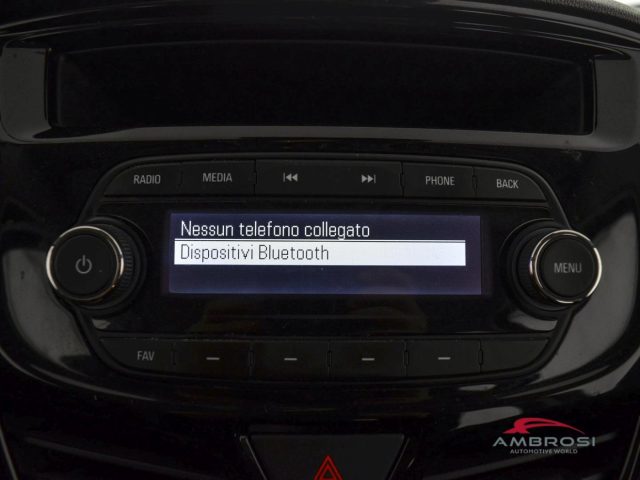 RADIO MEDIA PHONE BACK
Nessun telefono collegato
Dispositivi Bluetooth
MENU
FAV
AMBROSI
AUTOMOTIVE WORLD